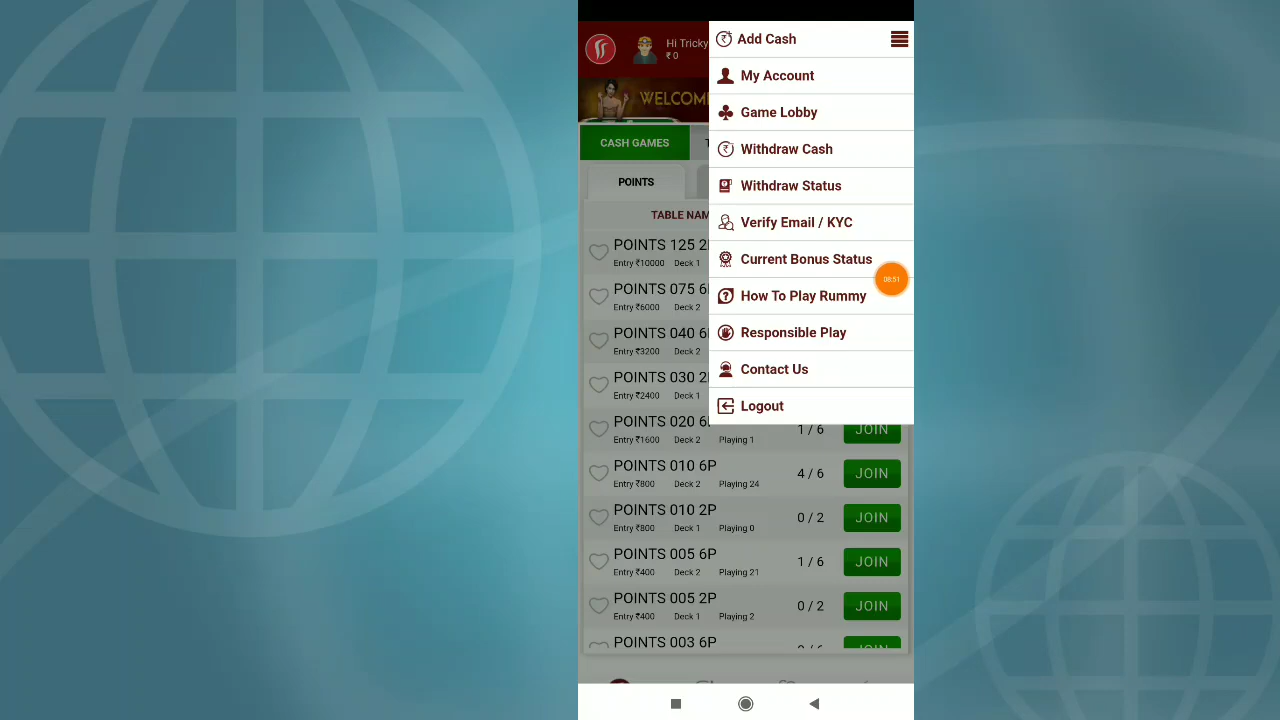 Hi Tricky
₹ 0
WELCOM
CASH GAMES
POINTS
TABLE NAM
POINTS 125 2
Entry ₹10000 Deck 1
POINTS 075 6
Entry ₹6000 Deck 2
POINTS 040 6
Entry ₹3200 Deck 2
POINTS 030 2
Entry ₹2400 Deck 1
POINTS 020 6
Entry ₹1600 Deck 2 Playing 1
1 / 6 JOIN
POINTS 010 6P
Entry ₹800 Deck 2 Playing 24
4 / 6 JOIN
POINTS 010 2P
Entry ₹800 Deck 1 Playing 0
0 / 2 JOIN
POINTS 005 6P
Entry ₹400 Deck 2 Playing 21
1 / 6 JOIN
POINTS 005 2P
Entry ₹400 Deck 1 Playing 2
0 / 2 JOIN
POINTS 003 6P
JOIN
Add Cash
My Account
Game Lobby
Withdraw Cash
Withdraw Status
Verify Email / KYC
Current Bonus Status
08:51
How To Play Rummy
Responsible Play
Contact Us
Logout